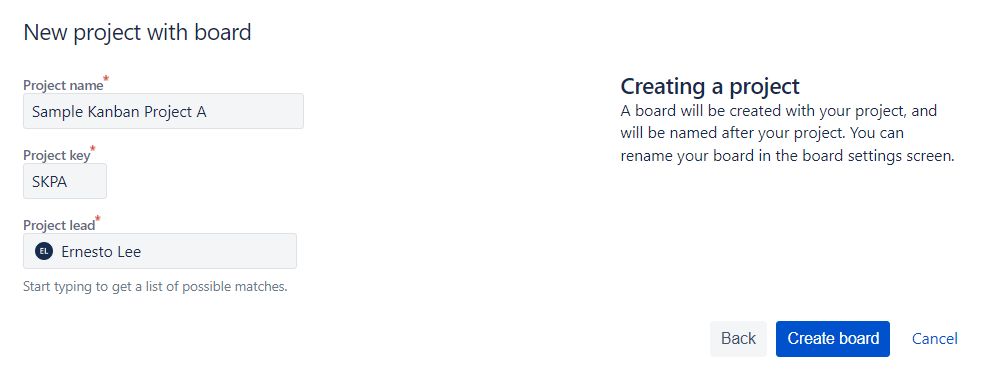 New project with board
Project name*
Sample Kanban Project A
Project key*
SKPA
Project lead*
EL Ernesto Lee
Start typing to get a list of possible matches.
Creating a project
A board will be created with your project, and
will be named after your project. You can
rename your board in the board settings screen.
Back Create board Cancel